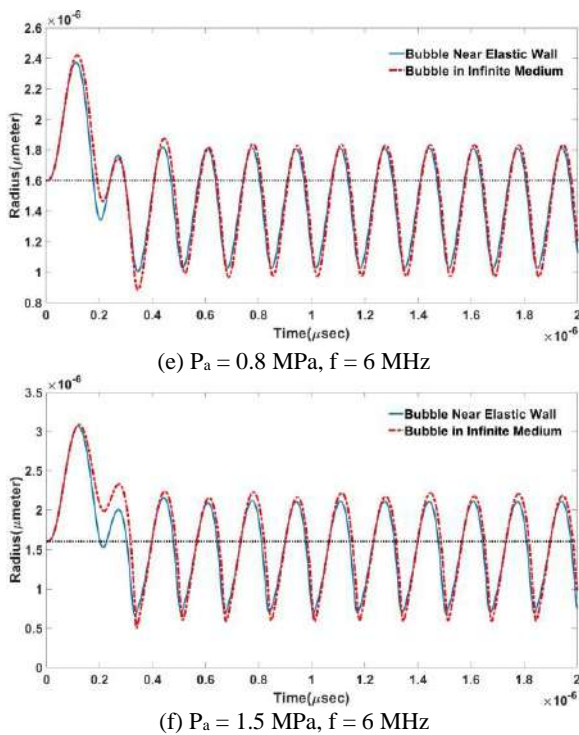 ×10⁻⁶
2.6
2.4
2.2
2
1.8
1.6
1.4
1.2
1
0.8
Radius(μmeter)
Bubble Near Elastic Wall
Bubble in Infinite Medium
0 0.2 0.4 0.6 0.8 1 1.2 1.4 1.6 1.8 2
Time(μsec)
×10⁻⁶
(e) Pₐ = 0.8 MPa, f = 6 MHz
×10⁻⁶
3.5
3
2.5
2
1.5
1
0.5
0
Radius(μmeter)
Bubble Near Elastic Wall
Bubble in Infinite Medium
0 0.2 0.4 0.6 0.8 1 1.2 1.4 1.6 1.8 2
Time(μsec)
×10⁻⁶
(f) Pₐ = 1.5 MPa, f = 6 MHz